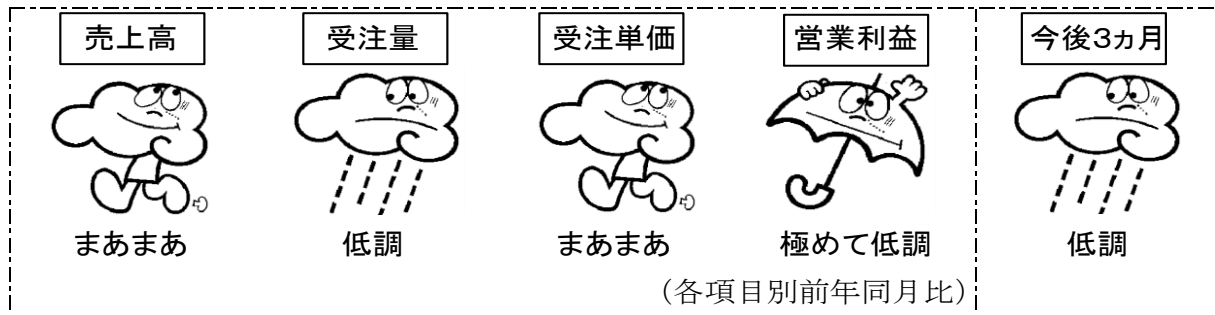 売上高 受注量 受注単価 営業利益 今後3ヵ月
まあまあ 低調 まあまあ 極めて低調 低調
(各項目別前年同月比)